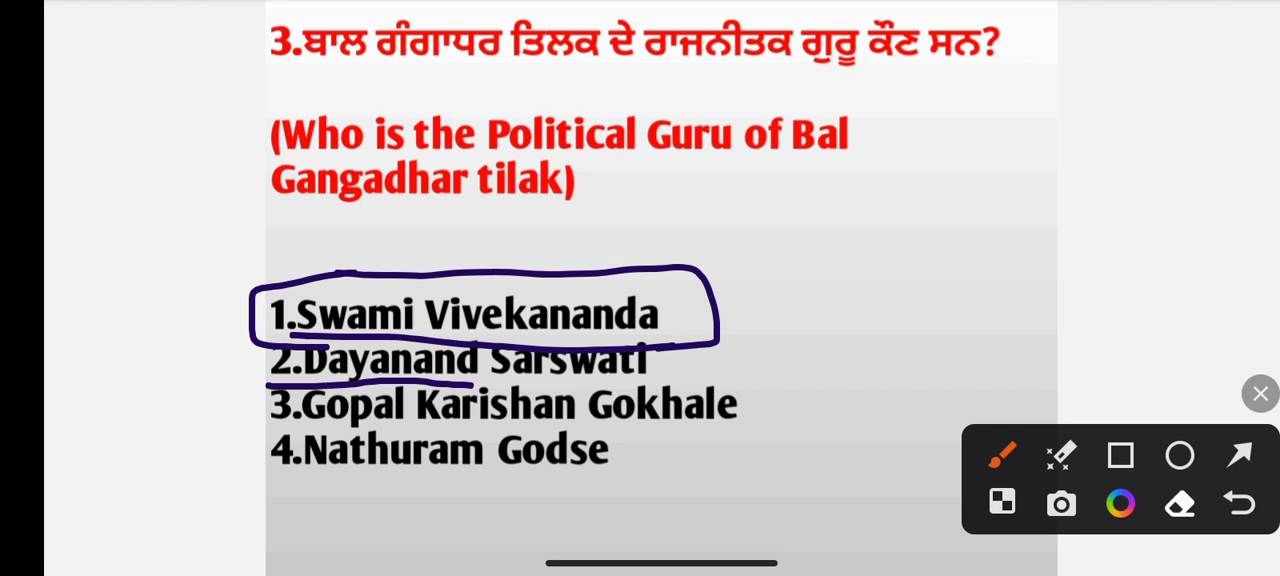 3.ਬਾਲ ਗੰਗਾਧਰ ਤਿਲਕ ਦੇ ਰਾਜਨੀਤਕ ਗੁਰੂ ਕੌਣ ਸਨ?
(Who is the Political Guru of Bal
Gangadhar tilak)
1.Swami Vivekananda
2.Dayanand Sarswati
3.Gopal Karishan Gokhale
4.Nathuram Godse